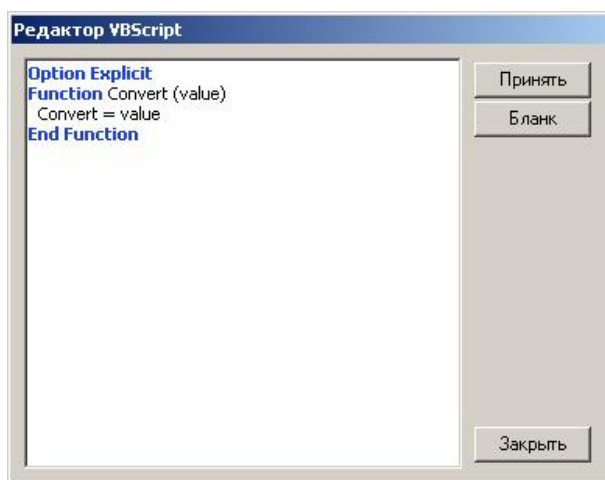 Редактор VBScript
Option Explicit
Function Convert (value)
Convert = value
End Function
Принять
Бланк
Закрыть